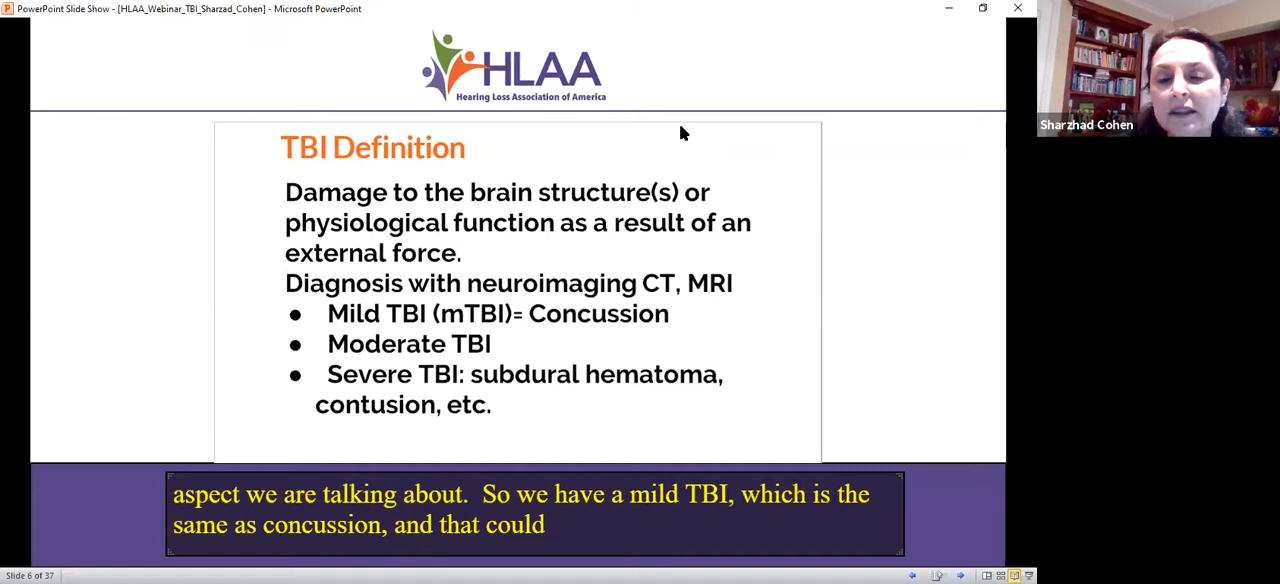 PowerPoint Slide Show - [HLAA_Webinar_TBI_Sharzad_Cohen] - Microsoft PowerPoint
HLAA
Hearing Loss Association of America
Sharzhad Cohen
TBI Definition
Damage to the brain structure(s) or
physiological function as a result of an
external force.
Diagnosis with neuroimaging CT, MRI
● Mild TBI (mTBI)= Concussion
● Moderate TBI
● Severe TBI: subdural hematoma,
contusion, etc.
aspect we are talking about.  So we have a mild TBI, which is the
same as concussion, and that could
Slide 6 of 37